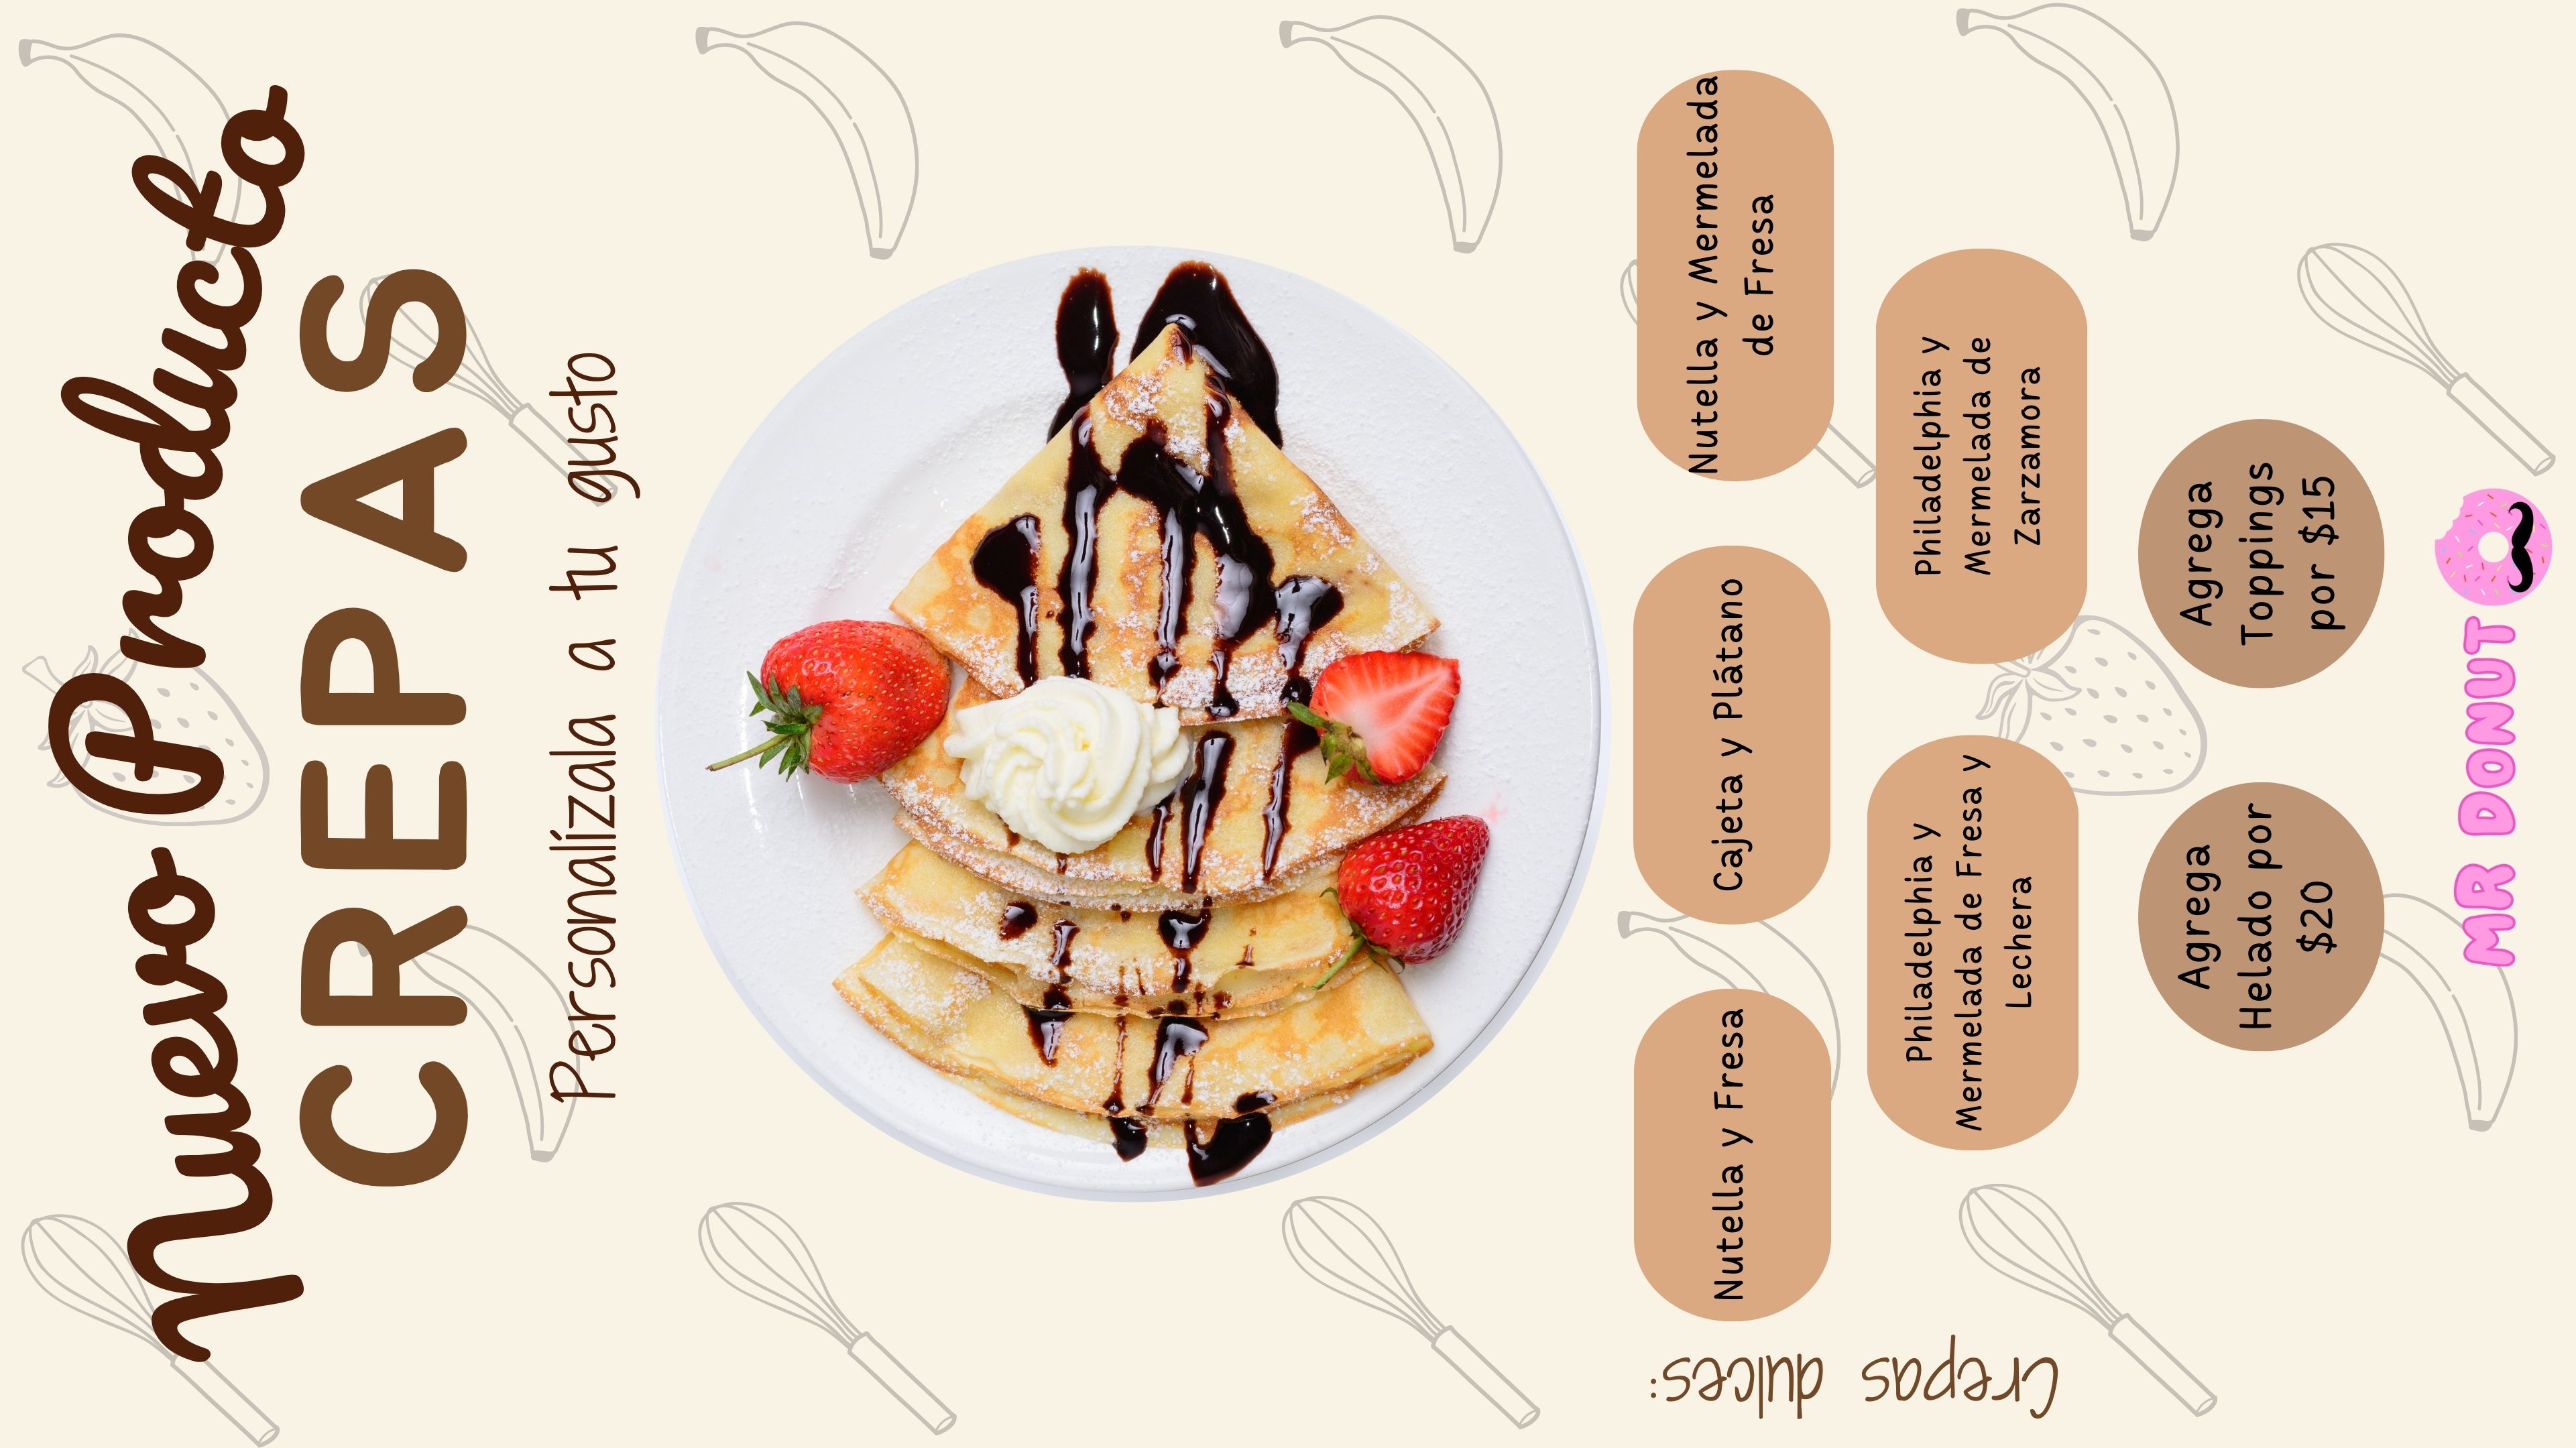 Nuevo Producto
CREPAS
Personalízala a tu gusto
Crepas dulces:
Nutella y Fresa
Cajeta y Plátano
Nutella y Mermelada
de Fresa
Philadelphia y
Mermelada de Fresa y
Lechera
Philadelphia y
Mermelada de
Zarzamora
Agrega
Helado por
$20
Agrega
Toppings
por $15
MR DONUT